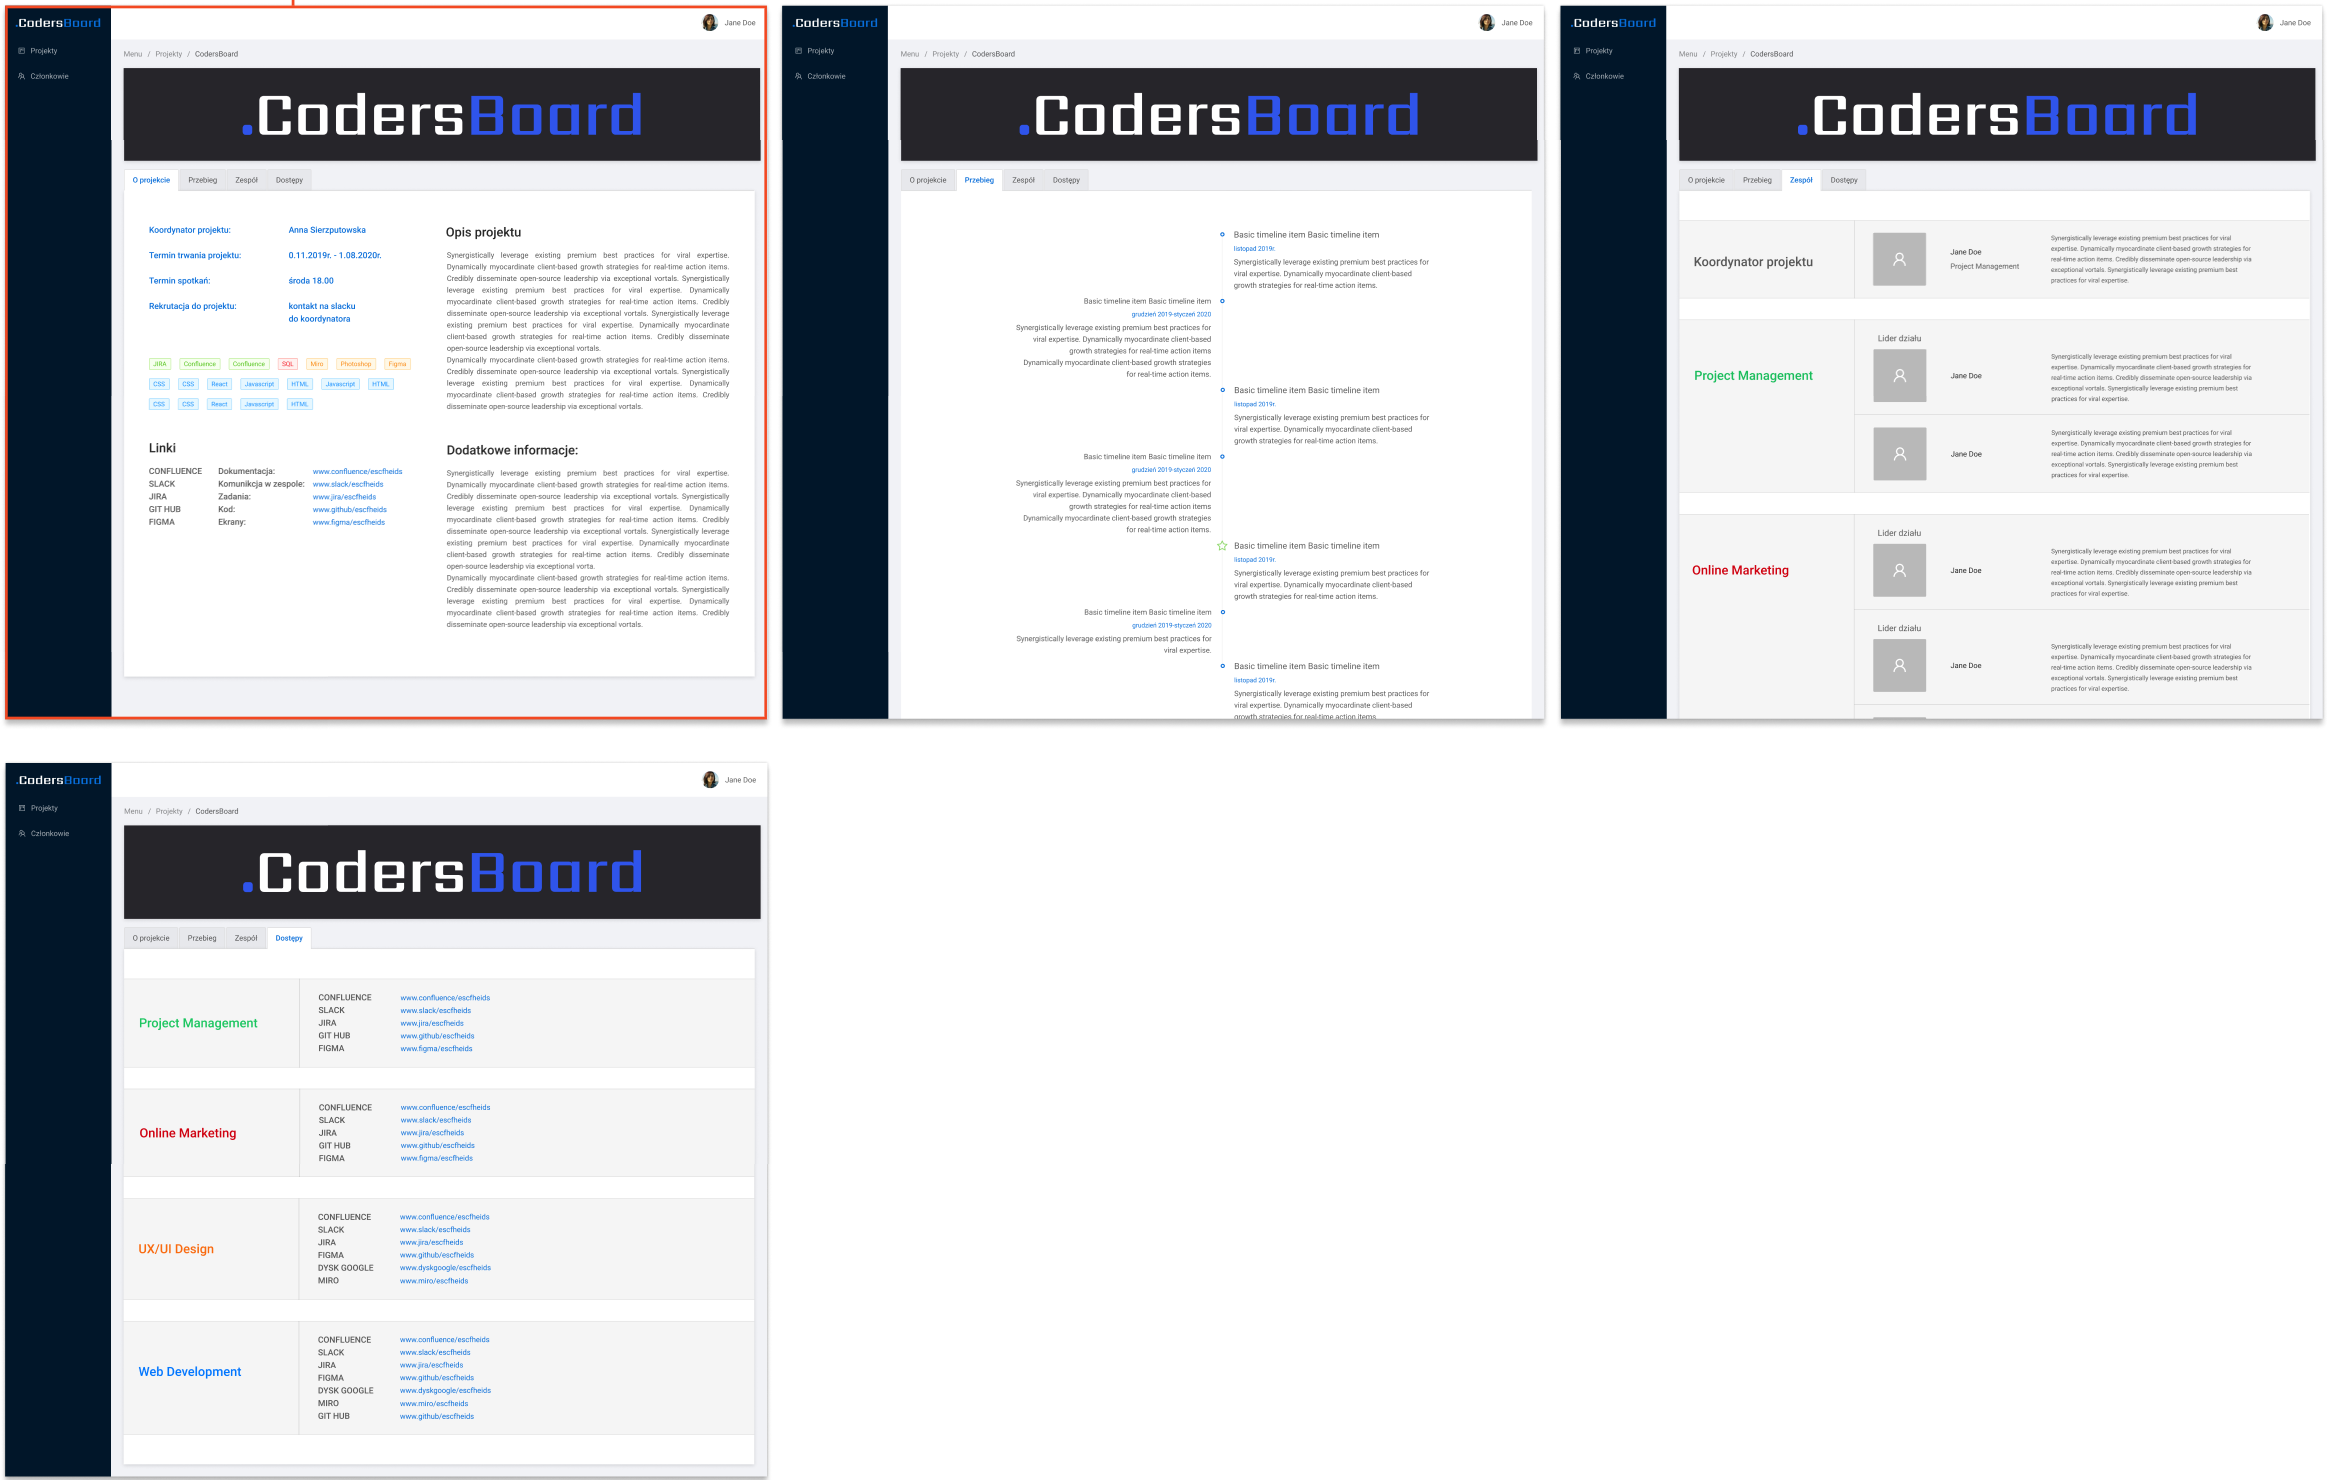 .CodersBoard
Jane Doe
Projekty
Członkowie
Menu / Projekty / CodersBoard
.CodersBoard
O projekcie Przebieg Zespół Dostępy
Koordynator projektu: Anna Sierzputowska
Termin trwania projektu: 0.11.2019r. - 1.08.2020r.
Termin spotkań: środa 18.00
Rekrutacja do projektu: kontakt na slacku
do koordynatora
JIRA Confluence Confluence SQL Miro Photoshop Figma
CSS CSS React Javascript HTML Javascript HTML
CSS CSS React Javascript HTML
Linki
CONFLUENCE Dokumentacja: www.confluence/escfheids
SLACK Komunikcja w zespole: www.slack/escfheids
JIRA Zadania: www.jira/escfheids
GIT HUB Kod: www.github/escfheids
FIGMA Ekrany: www.figma/escfheids
Opis projektu
Synergistically leverage existing premium best practices for viral expertise.
Dynamically myocardinate client-based growth strategies for real-time action items.
Credibly disseminate open-source leadership via exceptional vortals. Synergistically
leverage existing premium best practices for viral expertise. Dynamically
myocardinate client-based growth strategies for real-time action items. Credibly
disseminate open-source leadership via exceptional vortals. Synergistically leverage
existing premium best practices for viral expertise. Dynamically myocardinate
client-based growth strategies for real-time action items. Credibly disseminate
open-source leadership via exceptional vortals.
Dynamically myocardinate client-based growth strategies for real-time action items.
Credibly disseminate open-source leadership via exceptional vortals. Synergistically
leverage existing premium best practices for viral expertise. Dynamically
myocardinate client-based growth strategies for real-time action items. Credibly
disseminate open-source leadership via exceptional vortals.
Dodatkowe informacje:
Synergistically leverage existing premium best practices for viral expertise.
Dynamically myocardinate client-based growth strategies for real-time action items.
Credibly disseminate open-source leadership via exceptional vortals. Synergistically
leverage existing premium best practices for viral expertise. Dynamically
myocardinate client-based growth strategies for real-time action items. Credibly
disseminate open-source leadership via exceptional vortals. Synergistically leverage
existing premium best practices for viral expertise. Dynamically myocardinate
client-based growth strategies for real-time action items. Credibly disseminate
open-source leadership via exceptional vorta.
Dynamically myocardinate client-based growth strategies for real-time action items.
Credibly disseminate open-source leadership via exceptional vortals. Synergistically
leverage existing premium best practices for viral expertise. Dynamically
myocardinate client-based growth strategies for real-time action items. Credibly
disseminate open-source leadership via exceptional vortals.
.CodersBoard
Jane Doe
Projekty
Członkowie
Menu / Projekty / CodersBoard
.CodersBoard
O projekcie Przebieg Zespół Dostępy
Basic timeline item Basic timeline item
listopad 2019r.
Synergistically leverage existing premium best practices for
viral expertise. Dynamically myocardinate client-based
growth strategies for real-time action items.
Basic timeline item Basic timeline item
grudzień 2019-styczeń 2020
Synergistically leverage existing premium best practices for
viral expertise. Dynamically myocardinate client-based
growth strategies for real-time action items
Dynamically myocardinate client-based growth strategies
for real-time action items.
Basic timeline item Basic timeline item
listopad 2019r.
Synergistically leverage existing premium best practices for
viral expertise. Dynamically myocardinate client-based
growth strategies for real-time action items.
Basic timeline item Basic timeline item
grudzień 2019-styczeń 2020
Synergistically leverage existing premium best practices for
viral expertise. Dynamically myocardinate client-based
growth strategies for real-time action items
Dynamically myocardinate client-based growth strategies
for real-time action items.
Basic timeline item Basic timeline item
listopad 2019r.
Synergistically leverage existing premium best practices for
viral expertise. Dynamically myocardinate client-based
growth strategies for real-time action items.
Basic timeline item Basic timeline item
grudzień 2019-styczeń 2020
Synergistically leverage existing premium best practices for
viral expertise.
Basic timeline item Basic timeline item
listopad 2019r.
Synergistically leverage existing premium best practices for
viral expertise. Dynamically myocardinate client-based
growth strategies for real-time action items
.CodersBoard
Jane Doe
Projekty
Członkowie
Menu / Projekty / CodersBoard
.CodersBoard
O projekcie Przebieg Zespół Dostępy
Koordynator projektu
Jane Doe
Project Management
Synergistically leverage existing premium best practices for viral
expertise. Dynamically myocardinate client-based growth strategies for
real-time action items. Credibly disseminate open-source leadership via
exceptional vortals. Synergistically leverage existing premium best
practices for viral expertise.
Project Management
Lider działu
Jane Doe
Synergistically leverage existing premium best practices for viral
expertise. Dynamically myocardinate client-based growth strategies for
real-time action items. Credibly disseminate open-source leadership via
exceptional vortals. Synergistically leverage existing premium best
practices for viral expertise.
Jane Doe
Synergistically leverage existing premium best practices for viral
expertise. Dynamically myocardinate client-based growth strategies for
real-time action items. Credibly disseminate open-source leadership via
exceptional vortals. Synergistically leverage existing premium best
practices for viral expertise.
Online Marketing
Lider działu
Jane Doe
Synergistically leverage existing premium best practices for viral
expertise. Dynamically myocardinate client-based growth strategies for
real-time action items. Credibly disseminate open-source leadership via
exceptional vortals. Synergistically leverage existing premium best
practices for viral expertise.
Lider działu
Jane Doe
Synergistically leverage existing premium best practices for viral
expertise. Dynamically myocardinate client-based growth strategies for
real-time action items. Credibly disseminate open-source leadership via
exceptional vortals. Synergistically leverage existing premium best
practices for viral expertise.
.CodersBoard
Jane Doe
Projekty
Członkowie
Menu / Projekty / CodersBoard
.CodersBoard
O projekcie Przebieg Zespół Dostępy
Project Management
CONFLUENCE www.confluence/escfheids
SLACK www.slack/escfheids
JIRA www.jira/escfheids
GIT HUB www.github/escfheids
FIGMA www.figma/escfheids
Online Marketing
CONFLUENCE www.confluence/escfheids
SLACK www.slack/escfheids
JIRA www.jira/escfheids
GIT HUB www.github/escfheids
FIGMA www.figma/escfheids
UX/UI Design
CONFLUENCE www.confluence/escfheids
SLACK www.slack/escfheids
JIRA www.jira/escfheids
FIGMA www.github/escfheids
DYSK GOOGLE www.dyskgoogle/escfheids
MIRO www.miro/escfheids
Web Development
CONFLUENCE www.confluence/escfheids
SLACK www.slack/escfheids
JIRA www.jira/escfheids
FIGMA www.github/escfheids
DYSK GOOGLE www.dyskgoogle/escfheids
MIRO www.miro/escfheids
GIT HUB www.github/escfheids